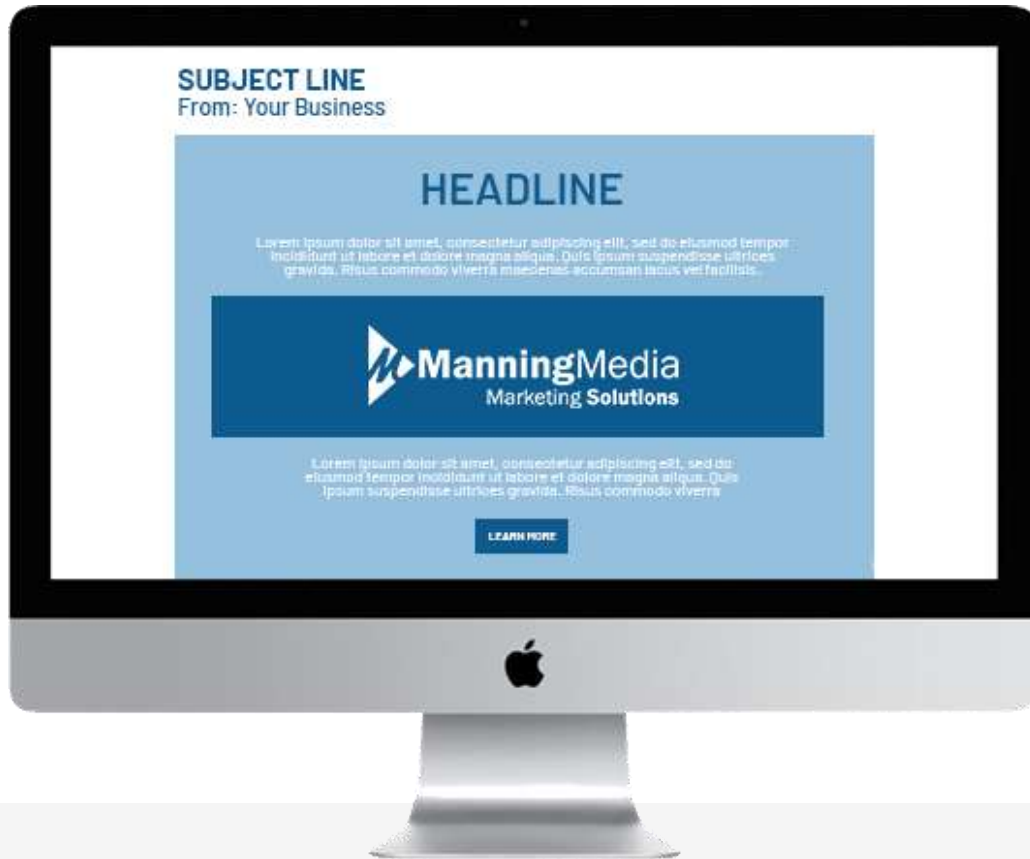 SUBJECT LINE
From: Your Business
HEADLINE
Lorem ipsum dolor sit amet, consectetur adipiscing elit, sed do eiusmod tempor
incididunt ut labore et dolore magna aliqua. Quis ipsum suspendisse ultrices
gravida. Risus commodo viverra maecenas accumsan lacus vel facilisis.
ManningMedia
Marketing Solutions
Lorem ipsum dolor sit amet, consectetur adipiscing elit, sed do
eiusmod tempor incididunt ut labore et dolore magna aliqua. Quis
ipsum suspendisse ultrices gravida. Risus commodo viverra
LEARN MORE